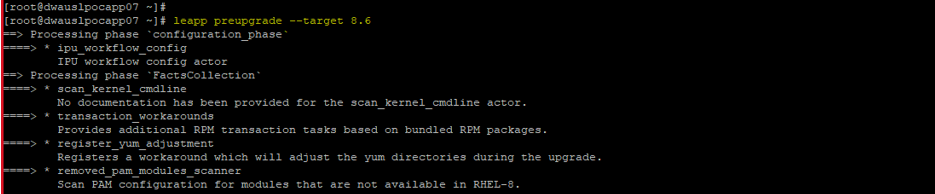 [root@dwauslpocapp07 ~]#
[root@dwauslpocapp07 ~]# leapp preupgrade --target 8.6
==> Processing phase `configuration_phase`
====> * ipu_workflow_config
        IPU workflow config actor
==> Processing phase `FactsCollection`
====> * scan_kernel_cmdline
        No documentation has been provided for the scan_kernel_cmdline actor.
====> * transaction_workarounds
        Provides additional RPM transaction tasks based on bundled RPM packages.
====> * register_yum_adjustment
        Registers a workaround which will adjust the yum directories during the upgrade.
====> * removed_pam_modules_scanner
        Scan PAM configuration for modules that are not available in RHEL-8.